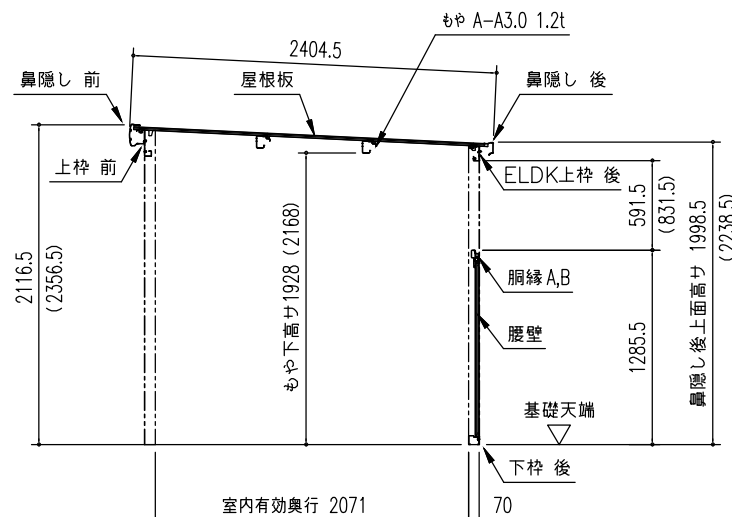 もや A-A3.0 1.2t
2404.5
鼻隠し 前
屋根板
鼻隠し 後
上枠 前
ELDK上枠 後
591.5
(831.5)
鼻隠し後上面高サ 1998.5
(2238.5)
2116.5
(2356.5)
もや下高サ1928 (2168)
胴縁A,B
腰壁
1285.5
基礎天端
下枠 後
室内有効奥行 2071
70